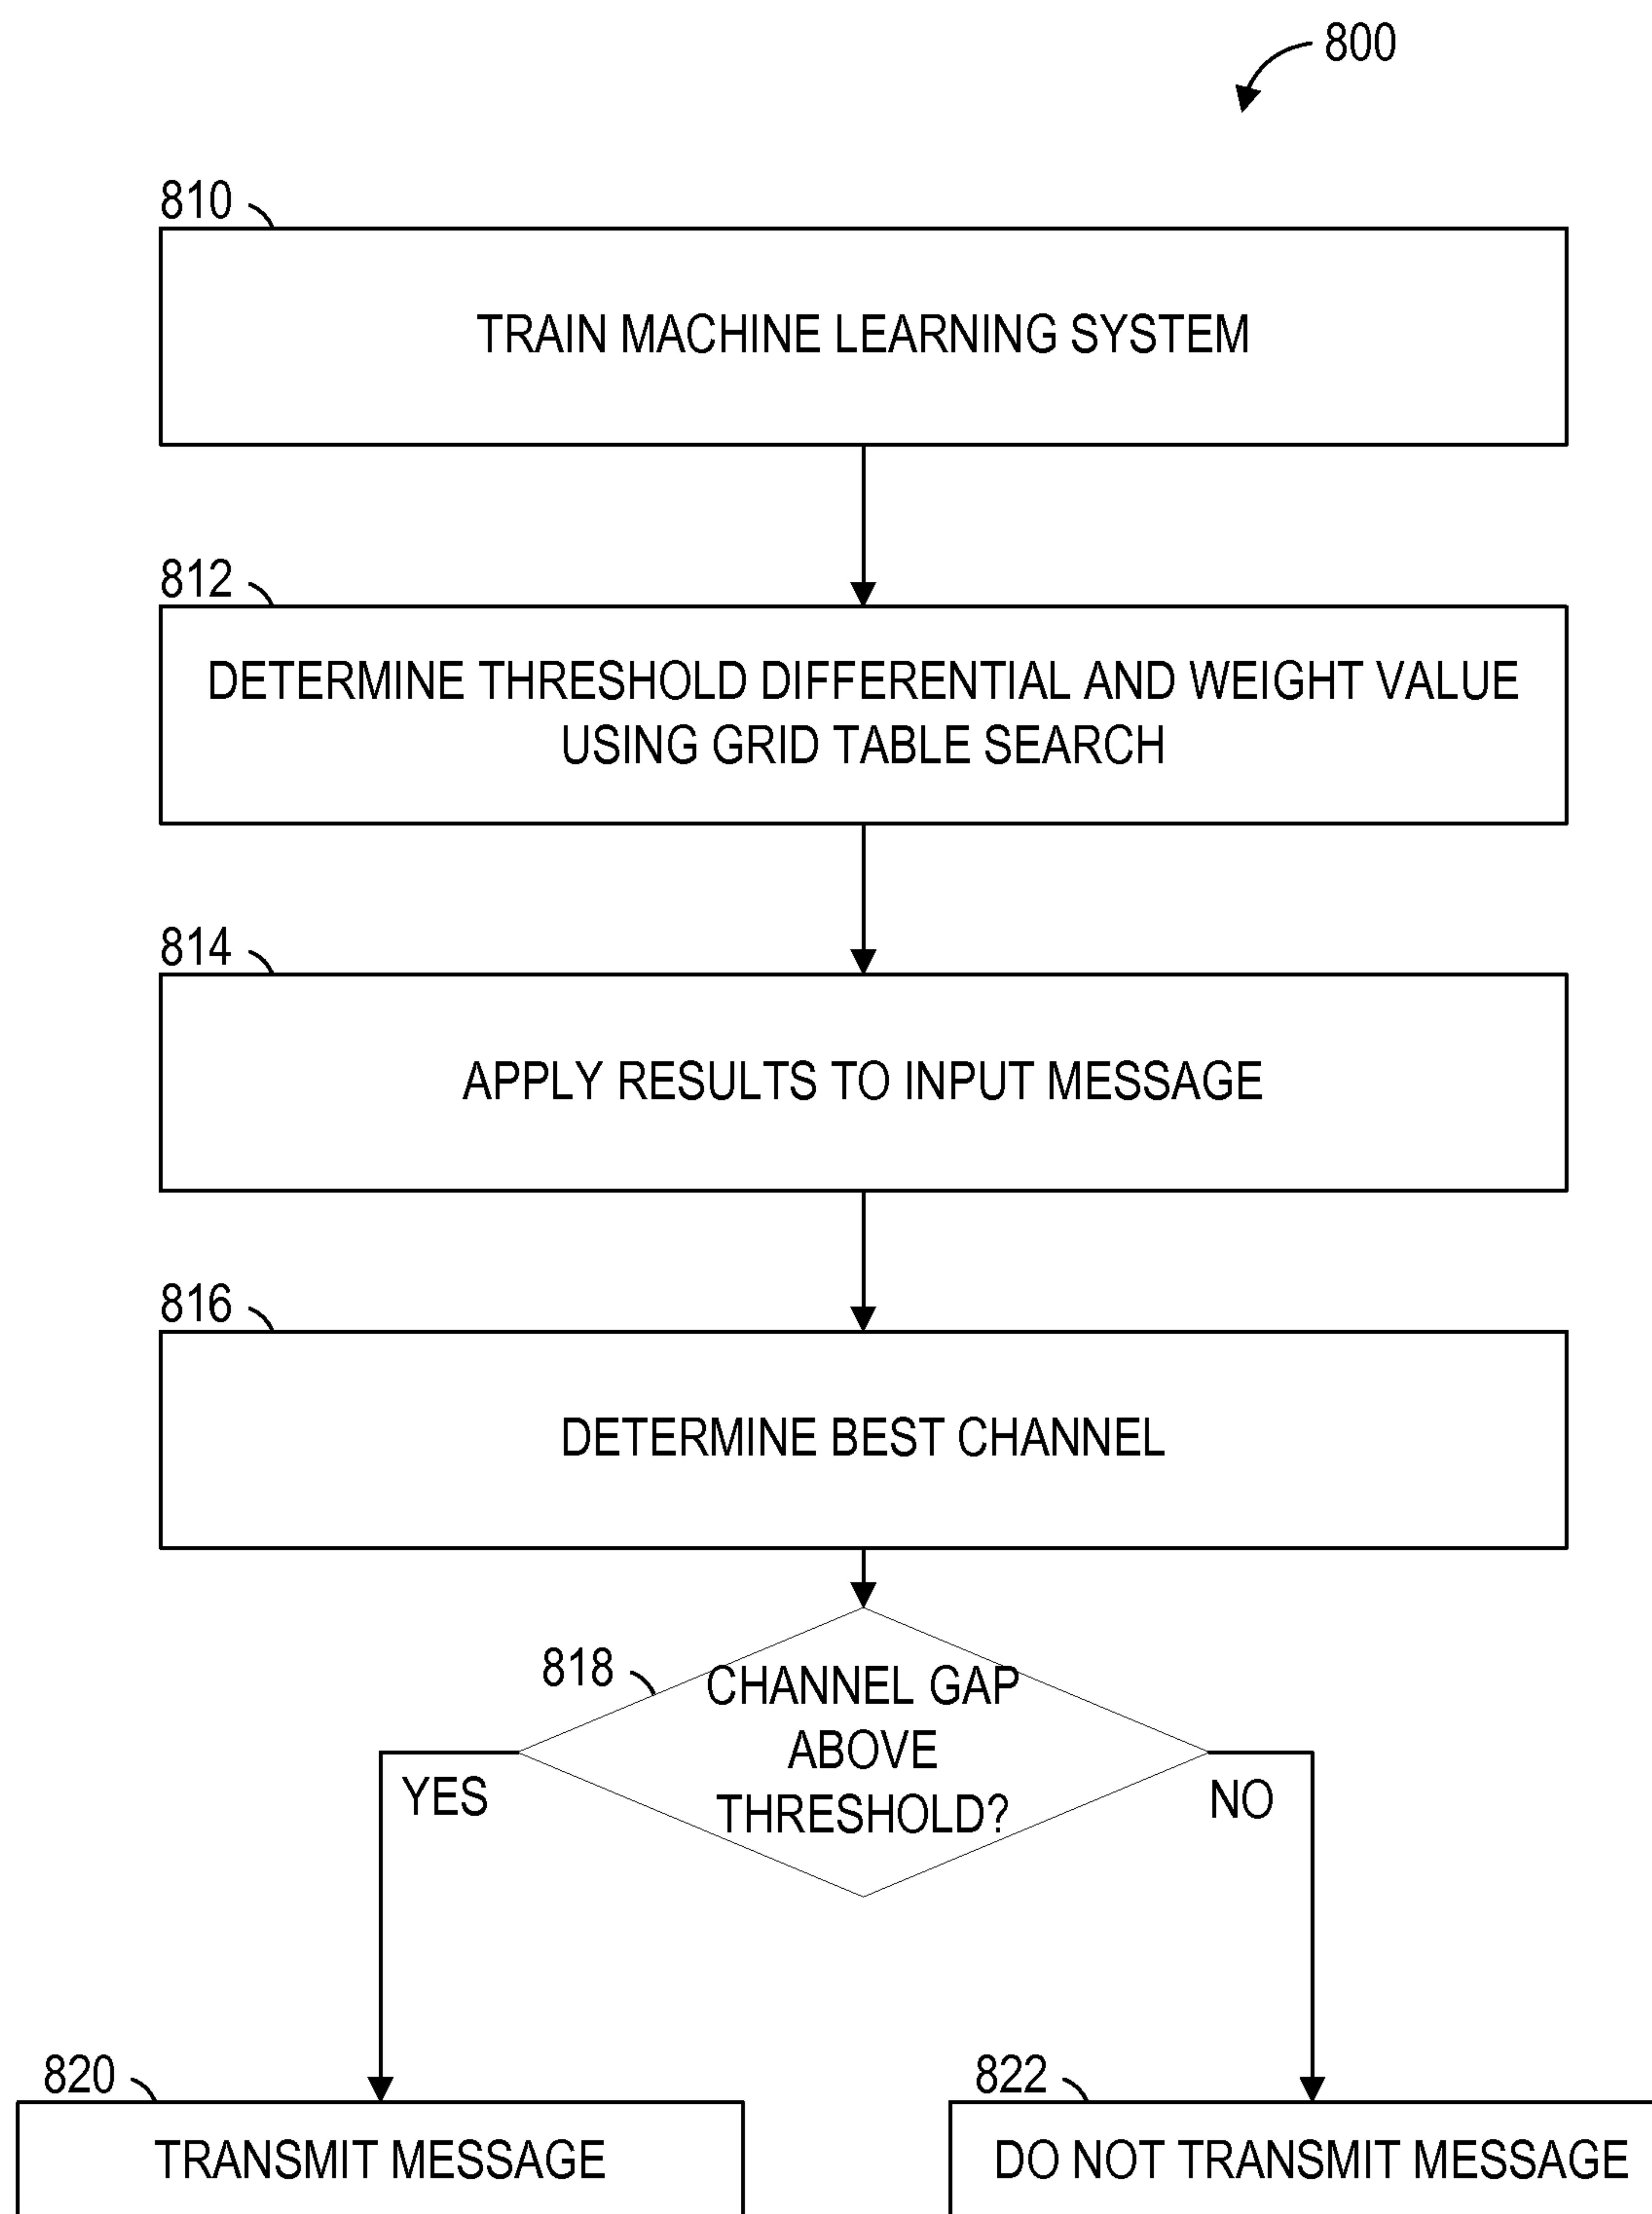 800
810
TRAIN MACHINE LEARNING SYSTEM
812
DETERMINE THRESHOLD DIFFERENTIAL AND WEIGHT VALUE
USING GRID TABLE SEARCH
814
APPLY RESULTS TO INPUT MESSAGE
816
DETERMINE BEST CHANNEL
818
CHANNEL GAP
ABOVE
THRESHOLD?
YES
NO
820
TRANSMIT MESSAGE
822
DO NOT TRANSMIT MESSAGE